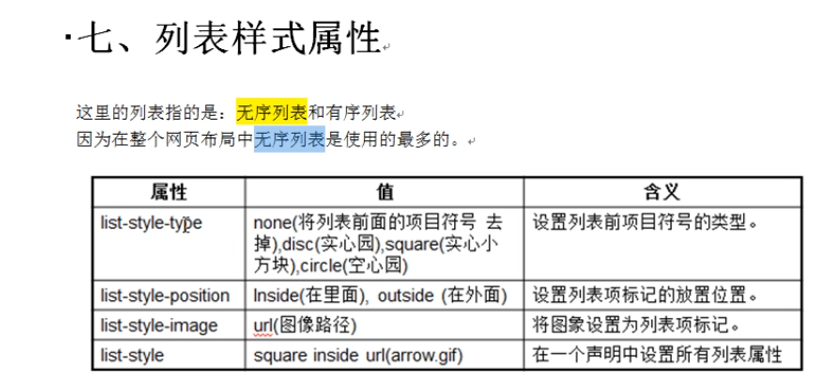 七、列表样式属性
这里的列表指的是：无序列表和有序列表
因为在整个网页布局中无序列表是使用的最多的。
属性 值 含义
list-style-type none(将列表前面的项目符号 去 设置列表前项目符号的类型。
掉),disc(实心园),square(实心小
方块),circle(空心园)
list-style-position Inside(在里面), outside (在外面) 设置列表项标记的放置位置。
list-style-image url(图像路径) 将图象设置为列表项标记。
list-style square inside url(arrow.gif) 在一个声明中设置所有列表属性